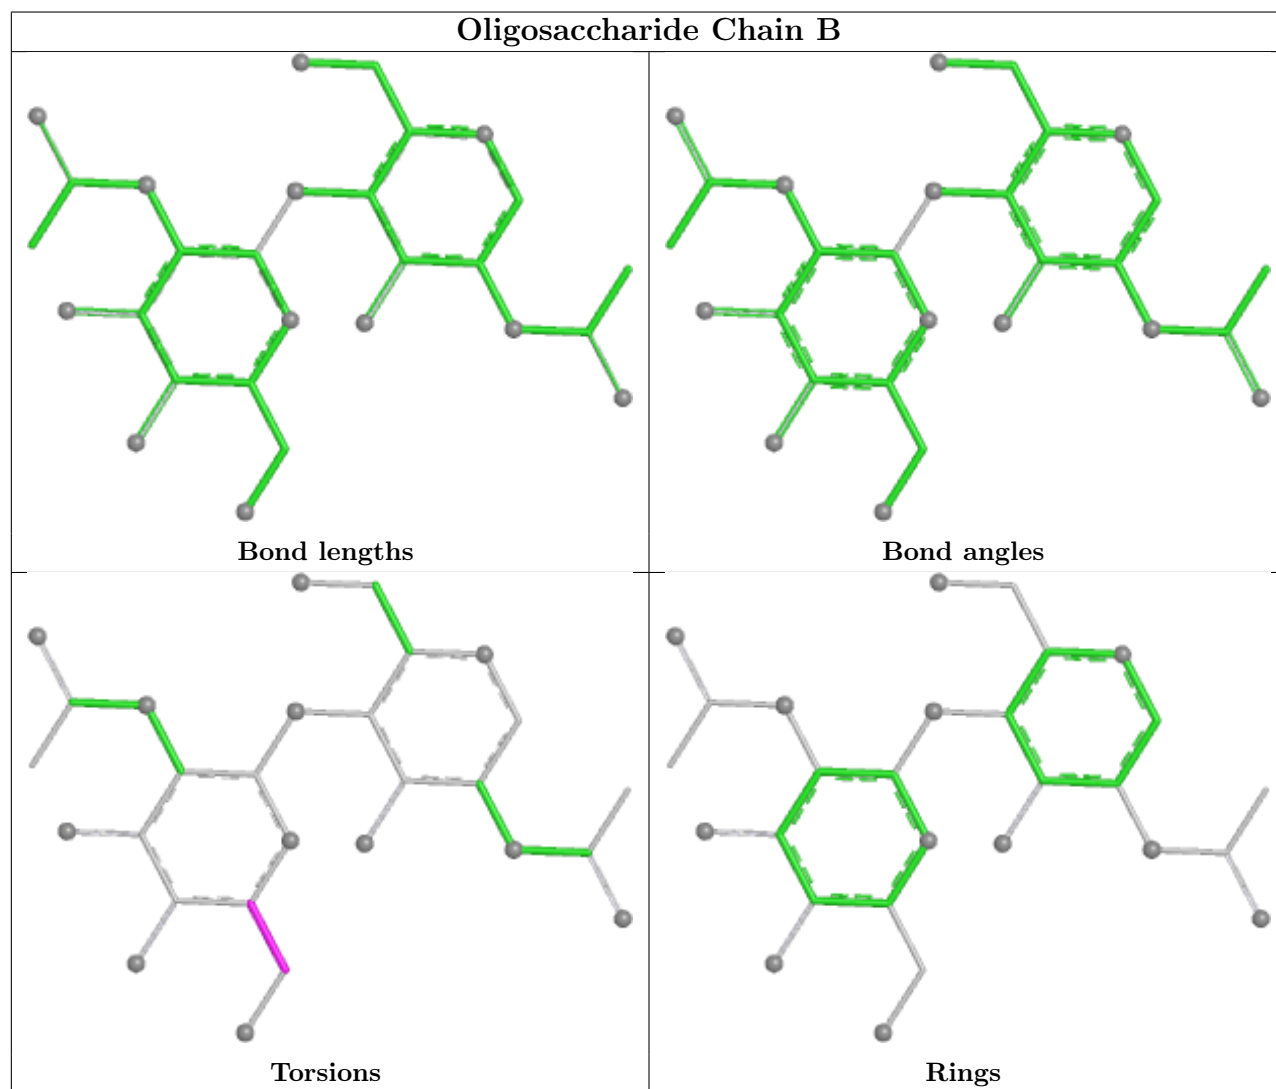 Oligosaccharide Chain B
Bond lengths
Bond angles
Torsions
Rings